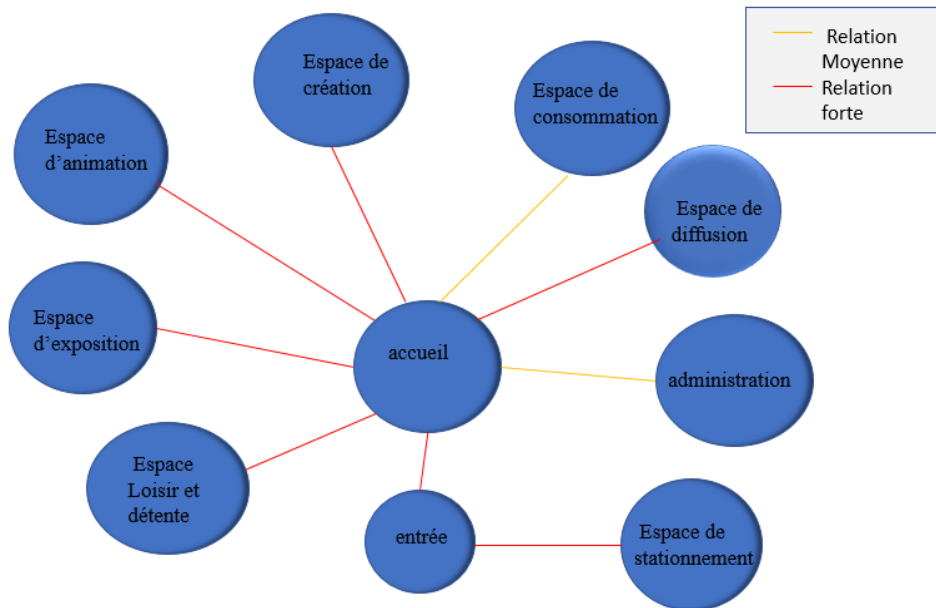 Relation
Moyenne
Relation
forte
Espace de
création
Espace de
consommation
Espace
d’animation
Espace de
diffusion
Espace
d’exposition
accueil
administration
Espace
Loisir et
détente
entrée
Espace de
stationnement